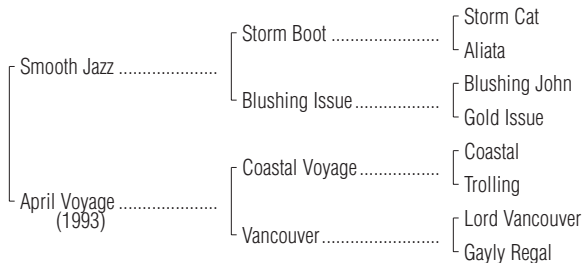 Storm Cat
Storm Boot ........................
Aliata
Smooth Jazz .....................
Blushing John
Blushing Issue ...................
Gold Issue
Coastal
Coastal Voyage ..................
Trolling
April Voyage .....................
(1993)
Lord Vancouver
Vancouver ..........................
Gayly Regal